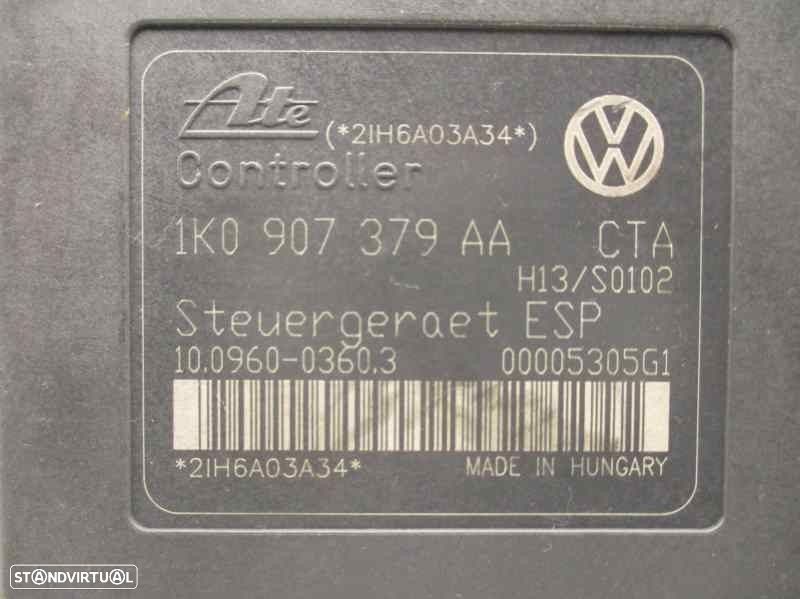 Ate (*2IH6A03A34*)
Controller
1K0 907 379 AA CTA
H13/S0102
Steuergeraet ESP
10.0960-0360.3 00005305G1
*2IH6A03A34* MADE IN HUNGARY
STANDVIRTUAL